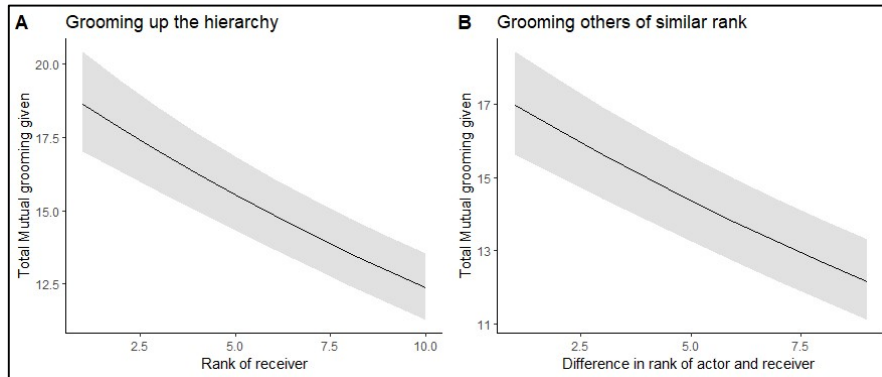 A Grooming up the hierarchy
Total Mutual grooming given
20.0
17.5
15.0
12.5
2.5 5.0 7.5 10.0
Rank of receiver
B Grooming others of similar rank
Total Mutual grooming given
17
15
13
11
2.5 5.0 7.5
Difference in rank of actor and receiver